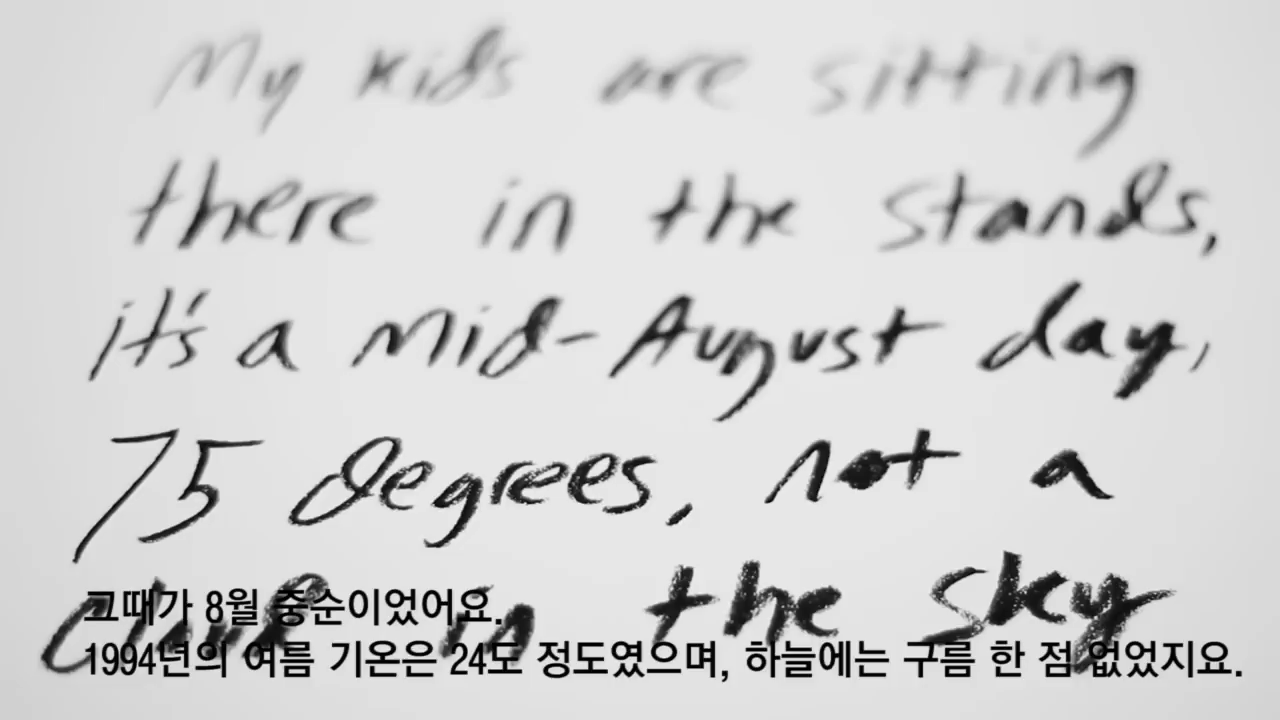 My kids are sitting
there in the stands,
it's a mid-August day,
75 degrees, not a
cloud in the sky
그때가 8월 중순이었어요.
1994년의 여름 기온은 24도 정도였으며, 하늘에는 구름 한 점 없었지요.